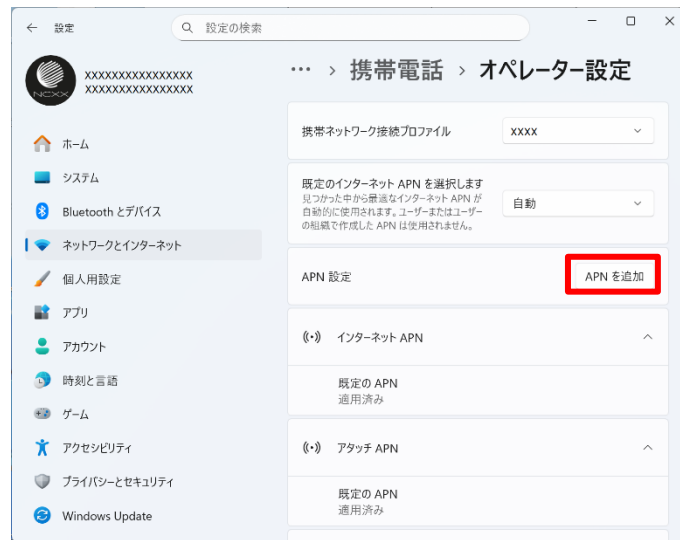 設定
設定の検索
NCXX
xxxxxxxxxxxxxxxx
xxxxxxxxxxxxxxxx
… › 携帯電話 › オペレーター設定
ホーム
システム
Bluetooth とデバイス
ネットワークとインターネット
個人用設定
アプリ
アカウント
時刻と言語
ゲーム
アクセシビリティ
プライバシーとセキュリティ
Windows Update
携帯ネットワーク接続プロファイル
xxxx
既定のインターネット APN を選択します
見つかった中から最適なインターネット APN が
自動的に使用されます。ユーザーまたはユーザー
の組織で作成した APN は使用されません。
自動
APN 設定
APN を追加
インターネット APN
既定の APN
適用済み
アタッチ APN
既定の APN
適用済み